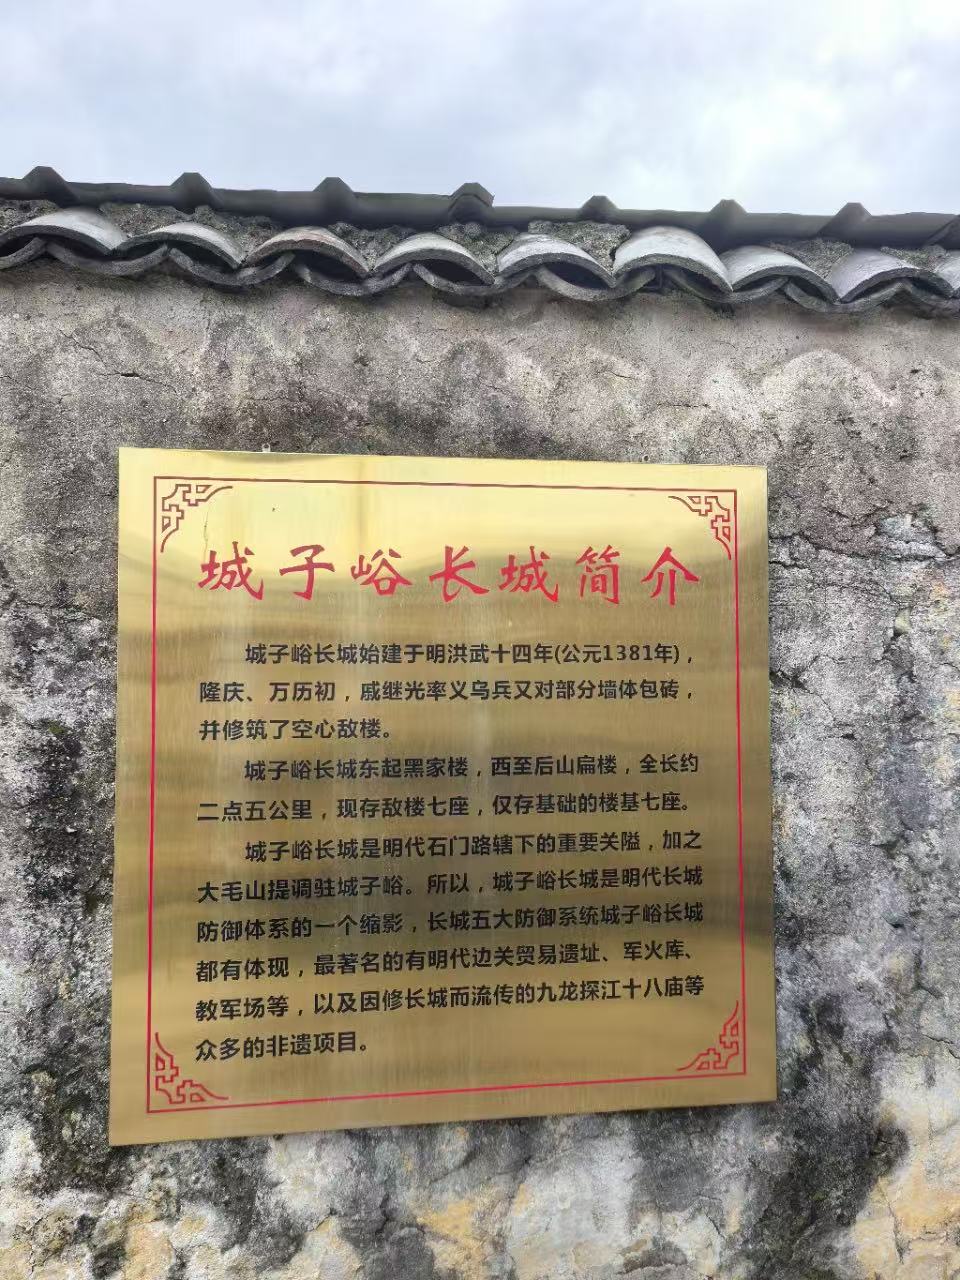 城子峪长城简介
城子峪长城始建于明洪武十四年(公元1381年),
隆庆、万历初，戚继光率义乌兵又对部分墙体包砖，
并修筑了空心敌楼。
城子峪长城东起黑家楼，西至后山扁楼，全长约
二点五公里，现存敌楼七座，仅存基础的楼基七座。
城子峪长城是明代石门路辖下的重要关隘，加之
大毛山提调驻城子峪。所以，城子峪长城是明代长城
防御体系的一个缩影，长城五大防御系统城子峪长城
都有体现，最著名的有明代边关贸易遗址、军火库、
教军场等，以及因修长城而流传的九龙探江十八庙等
众多的非遗项目。